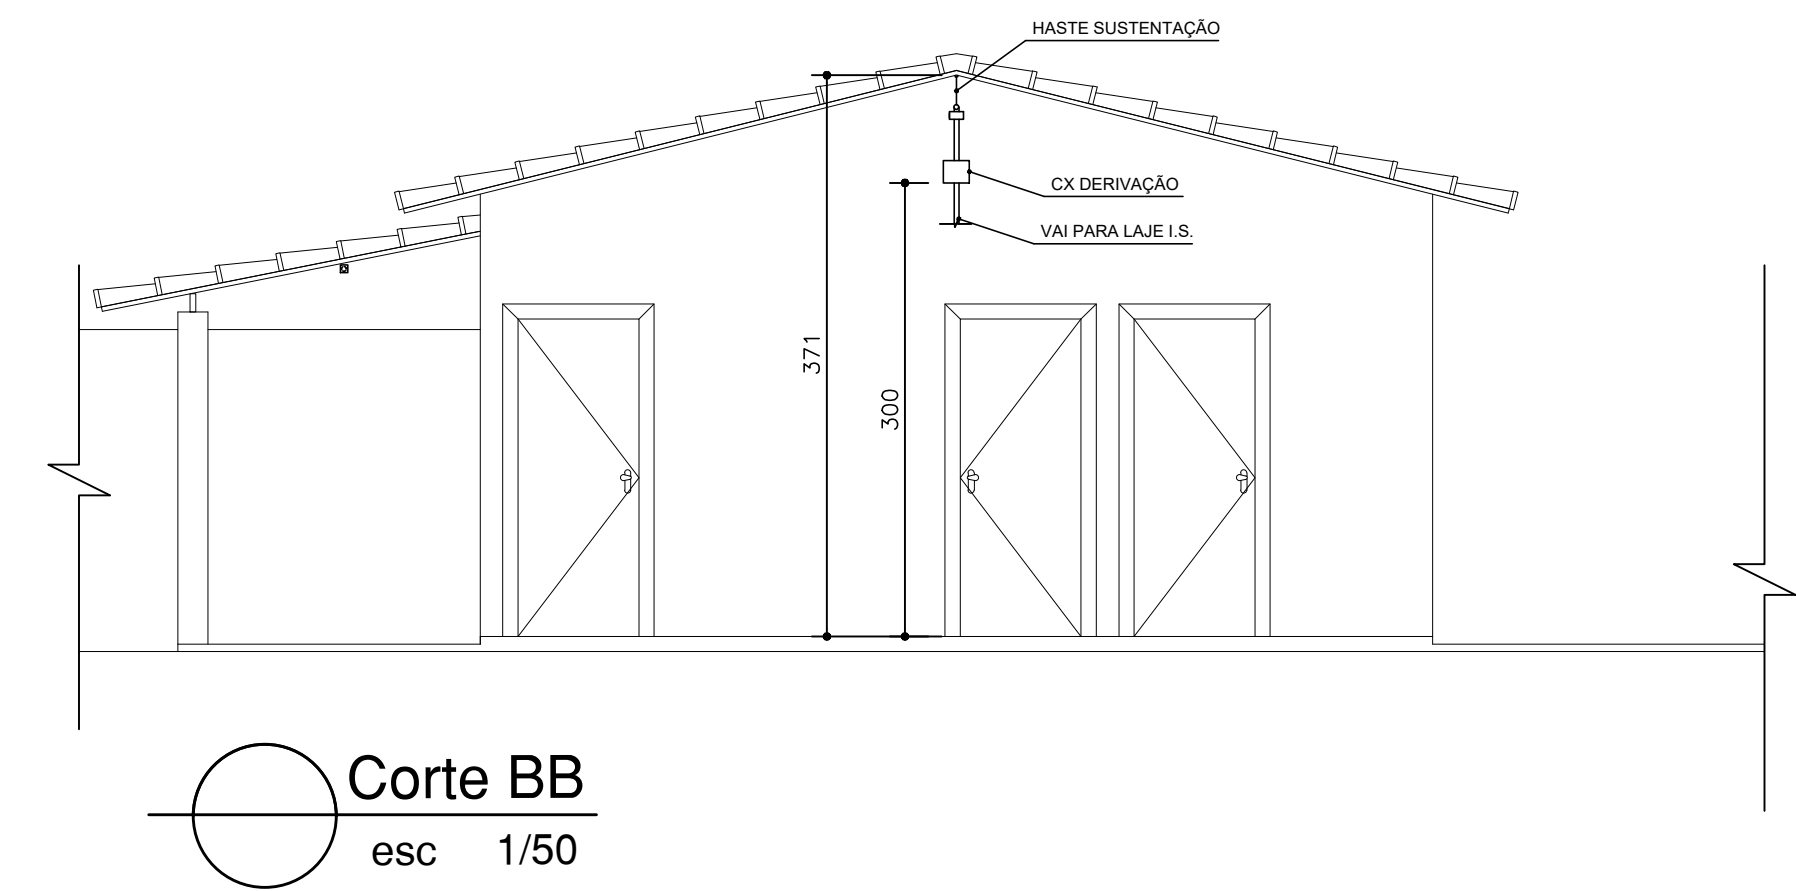 HASTE SUSTENTAÇÃO
CX DERIVAÇÃO
VAI PARA LAJE I.S.
371
300
Corte BB
esc 1/50